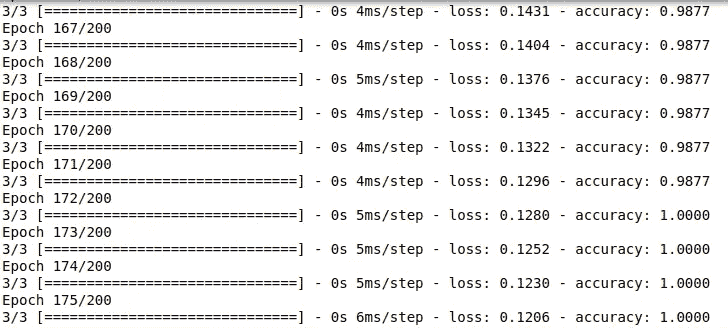 3/3 [==============================] - 0s 4ms/step - loss: 0.1431 - accuracy: 0.9877
Epoch 167/200
3/3 [==============================] - 0s 4ms/step - loss: 0.1404 - accuracy: 0.9877
Epoch 168/200
3/3 [==============================] - 0s 5ms/step - loss: 0.1376 - accuracy: 0.9877
Epoch 169/200
3/3 [==============================] - 0s 4ms/step - loss: 0.1345 - accuracy: 0.9877
Epoch 170/200
3/3 [==============================] - 0s 4ms/step - loss: 0.1322 - accuracy: 0.9877
Epoch 171/200
3/3 [==============================] - 0s 4ms/step - loss: 0.1296 - accuracy: 0.9877
Epoch 172/200
3/3 [==============================] - 0s 5ms/step - loss: 0.1280 - accuracy: 1.0000
Epoch 173/200
3/3 [==============================] - 0s 5ms/step - loss: 0.1252 - accuracy: 1.0000
Epoch 174/200
3/3 [==============================] - 0s 5ms/step - loss: 0.1230 - accuracy: 1.0000
Epoch 175/200
3/3 [==============================] - 0s 6ms/step - loss: 0.1206 - accuracy: 1.0000